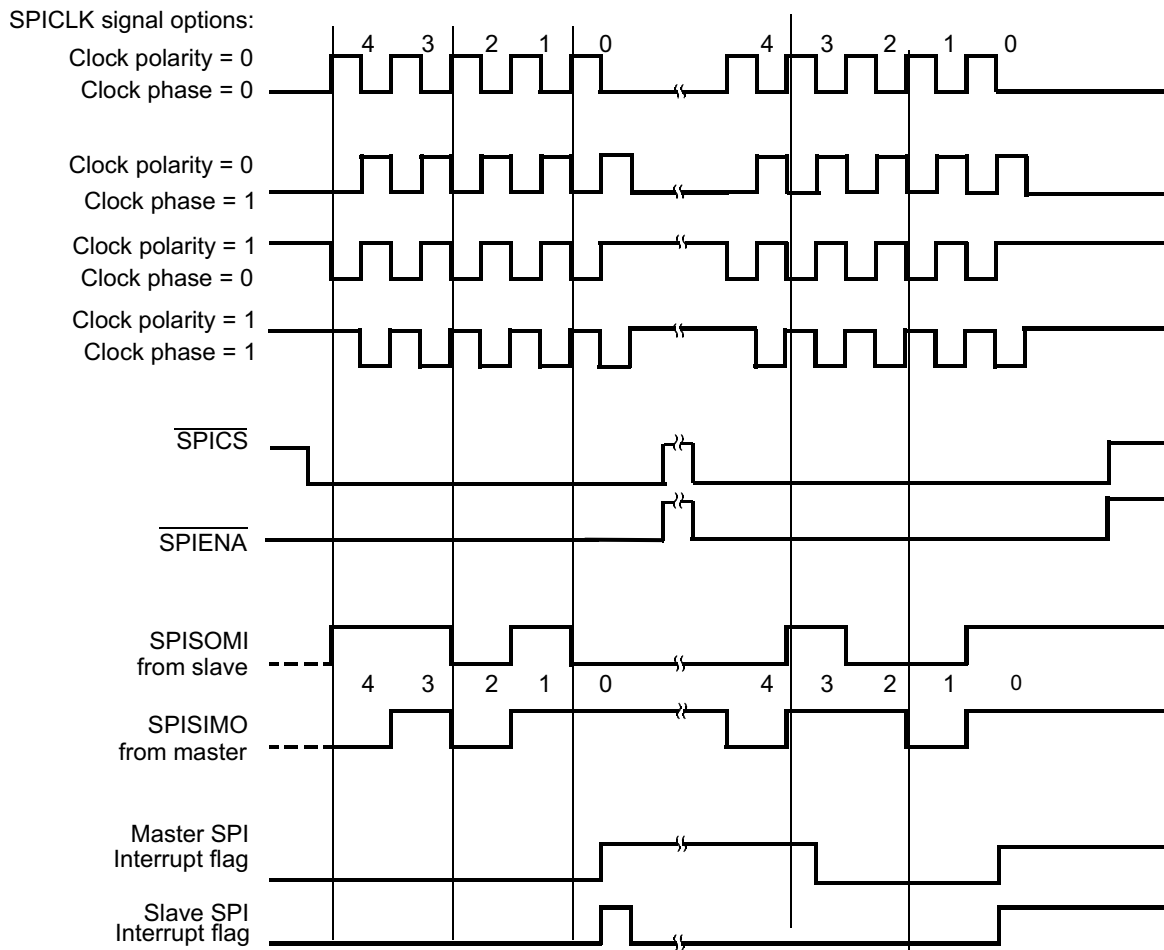 SPICLK signal options:
4 3 2 1 0 4 3 2 1 0
Clock polarity = 0
Clock phase = 0
Clock polarity = 0
Clock phase = 1
Clock polarity = 1
Clock phase = 0
Clock polarity = 1
Clock phase = 1
SPICS
SPIENA
SPISOMI
from slave
4 3 2 1 0 4 3 2 1 0
SPISIMO
from master
Master SPI
Interrupt flag
Slave SPI
Interrupt flag